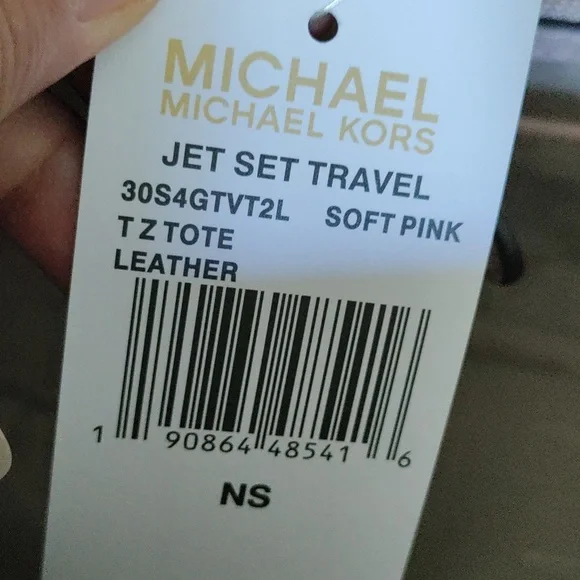 MICHAEL
MICHAEL KORS
JET SET TRAVEL
30S4GTVT2L SOFT PINK
T Z TOTE
LEATHER
1 90864 48541 6
NS